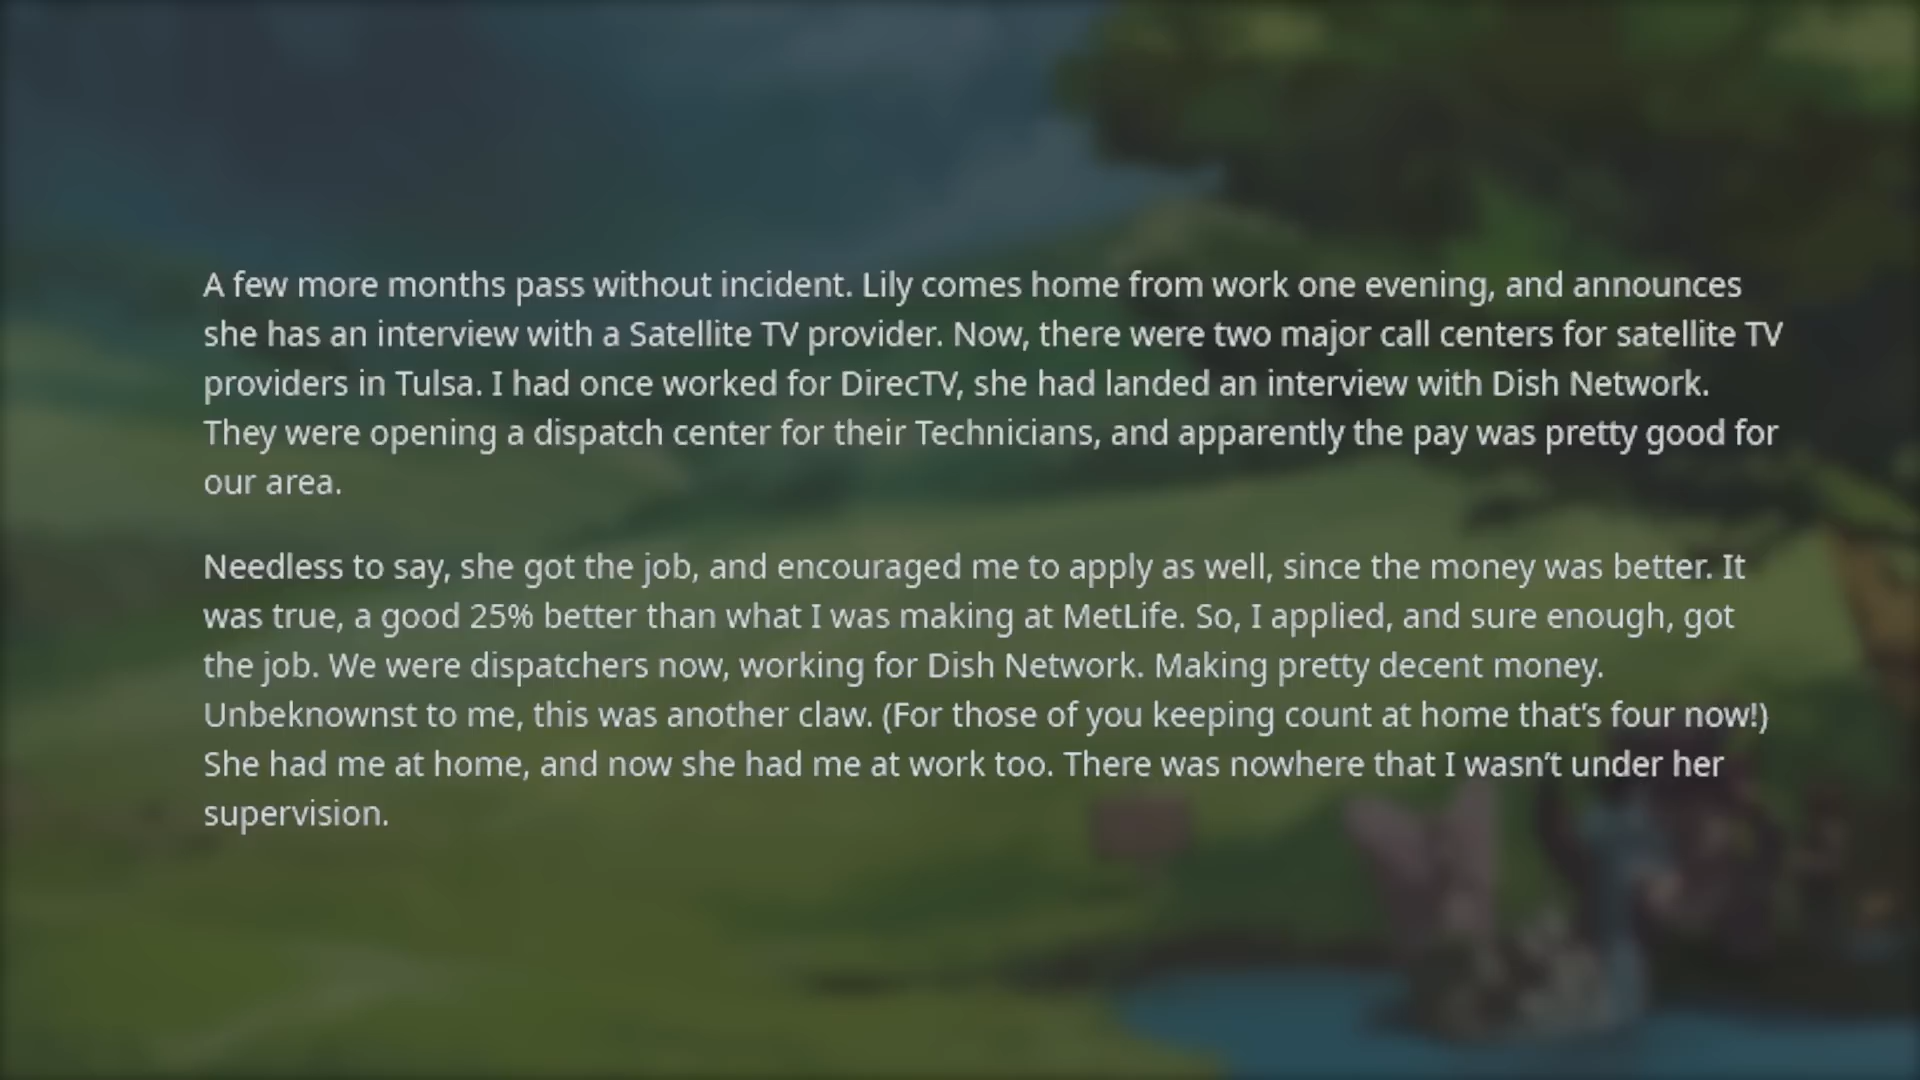 A few more months pass without incident. Lily comes home from work one evening, and announces
she has an interview with a Satellite TV provider. Now, there were two major call centers for satellite TV
providers in Tulsa. I had once worked for DirecTV, she had landed an interview with Dish Network.
They were opening a dispatch center for their Technicians, and apparently the pay was pretty good for
our area.
Needless to say, she got the job, and encouraged me to apply as well, since the money was better. It
was true, a good 25% better than what I was making at MetLife. So, I applied, and sure enough, got
the job. We were dispatchers now, working for Dish Network. Making pretty decent money.
Unbeknownst to me, this was another claw. (For those of you keeping count at home that’s four now!)
She had me at home, and now she had me at work too. There was nowhere that I wasn’t under her
supervision.